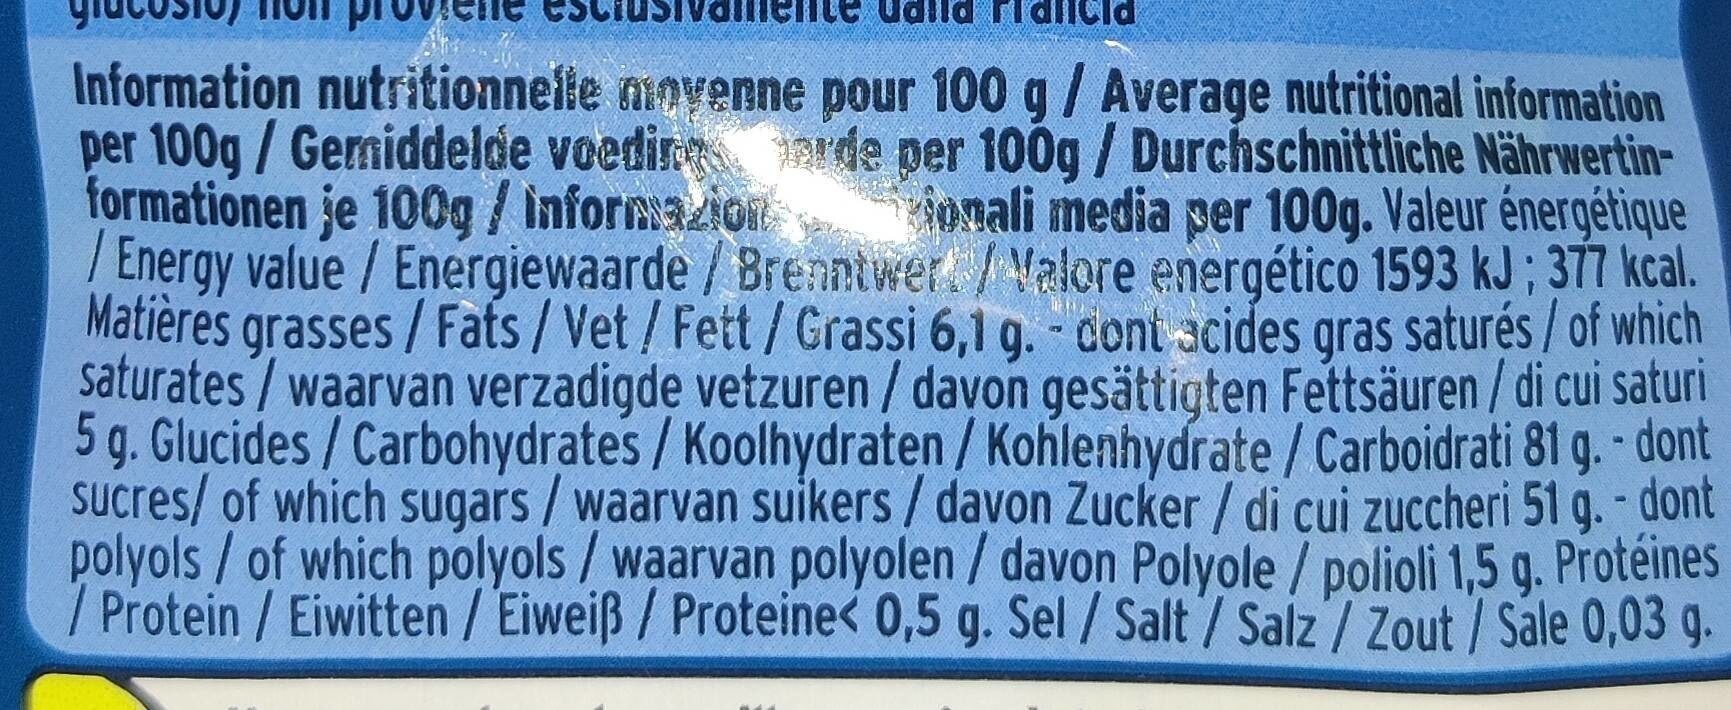 glucosio) non proviene esclusivamente dalla Francia
Information nutritionnelle moyenne pour 100 g / Average nutritional information
per 100g / Gemiddelde per 100g / Durchschnittliche Nährwertin-
formationen je 100g / media per 100g. Valeur énergétique
/ Energy value / Energiewaarde / Brenntwert / Valore energético 1593 kJ ; 377 kcal.
Matières grasses / Fats / Vet / Fett / Grassi 6,1 g. - dont acides gras saturés / of which
saturates / waarvan verzadigde vetzuren / davon gesättigten Fettsäuren / di cui saturi
5 g. Glucides / Carbohydrates / Koolhydraten / Kohlenhydrate / Carboidrati 81 g. - dont
sucres/ of which sugars / waarvan suikers / davon Zucker / di cui zuccheri 51 g. - dont
polyols / of which polyols / waarvan polyolen / davon Polyole / polioli 1,5 g. Protéines
/ Protein / Eiwitten / Eiweiß / Proteine< 0,5 g. Sel / Salt / Salz / Zout / Sale 0,03 g.